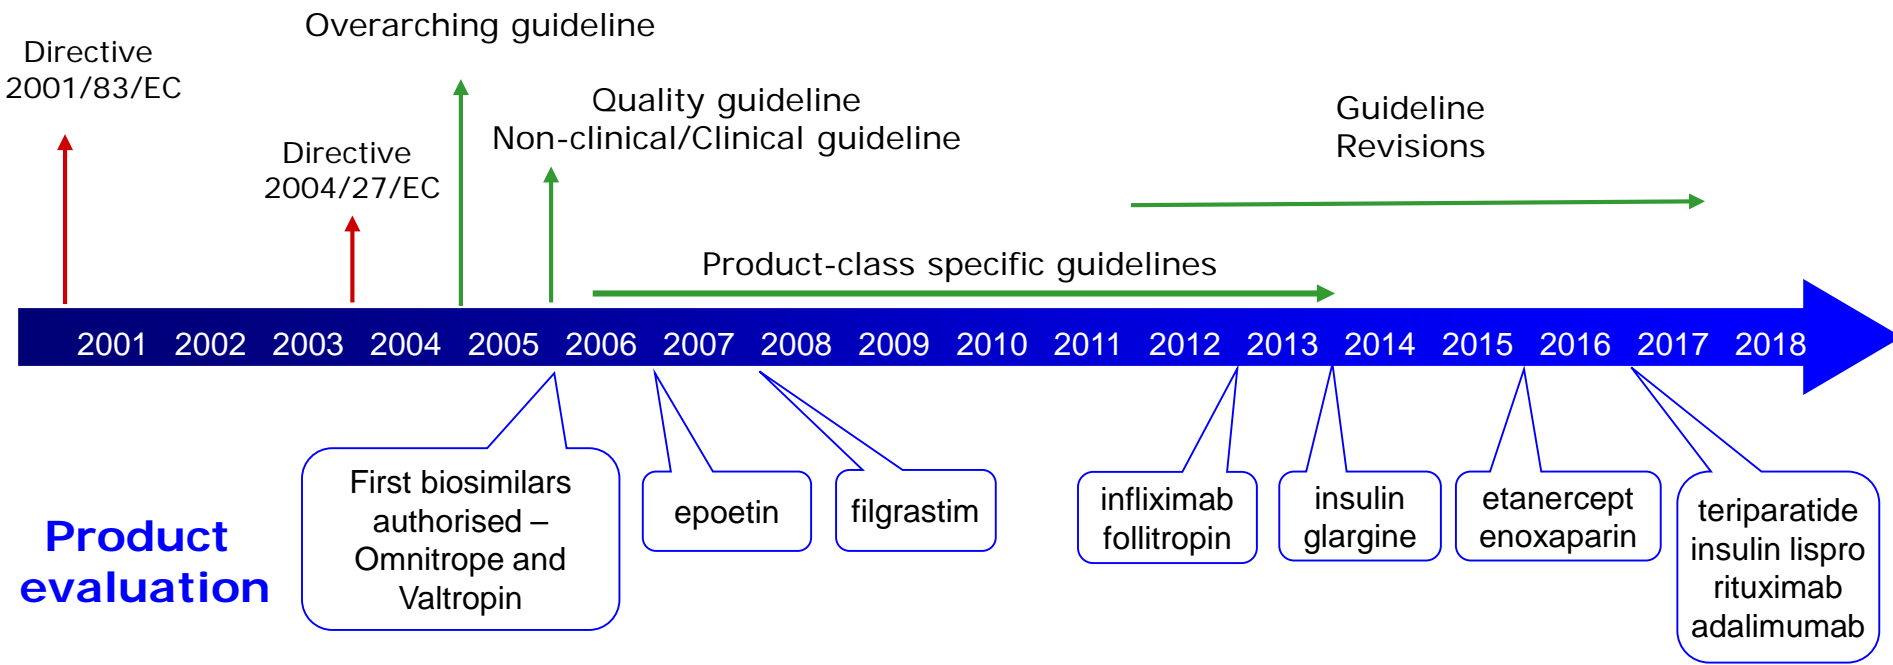 Overarching guideline
Directive
2001/83/EC
Quality guideline
Non-clinical/Clinical guideline
Guideline
Revisions
Directive
2004/27/EC
Product-class specific guidelines
2001 2002 2003 2004 2005 2006 2007 2008 2009 2010 2011 2012 2013 2014 2015 2016 2017 2018
Product
evaluation
First biosimilars
authorised –
Omnitrope and
Valtropin
epoetin
filgrastim
infliximab
follitropin
insulin
glargine
etanercept
enoxaparin
teriparatide
insulin lispro
rituximab
adalimumab